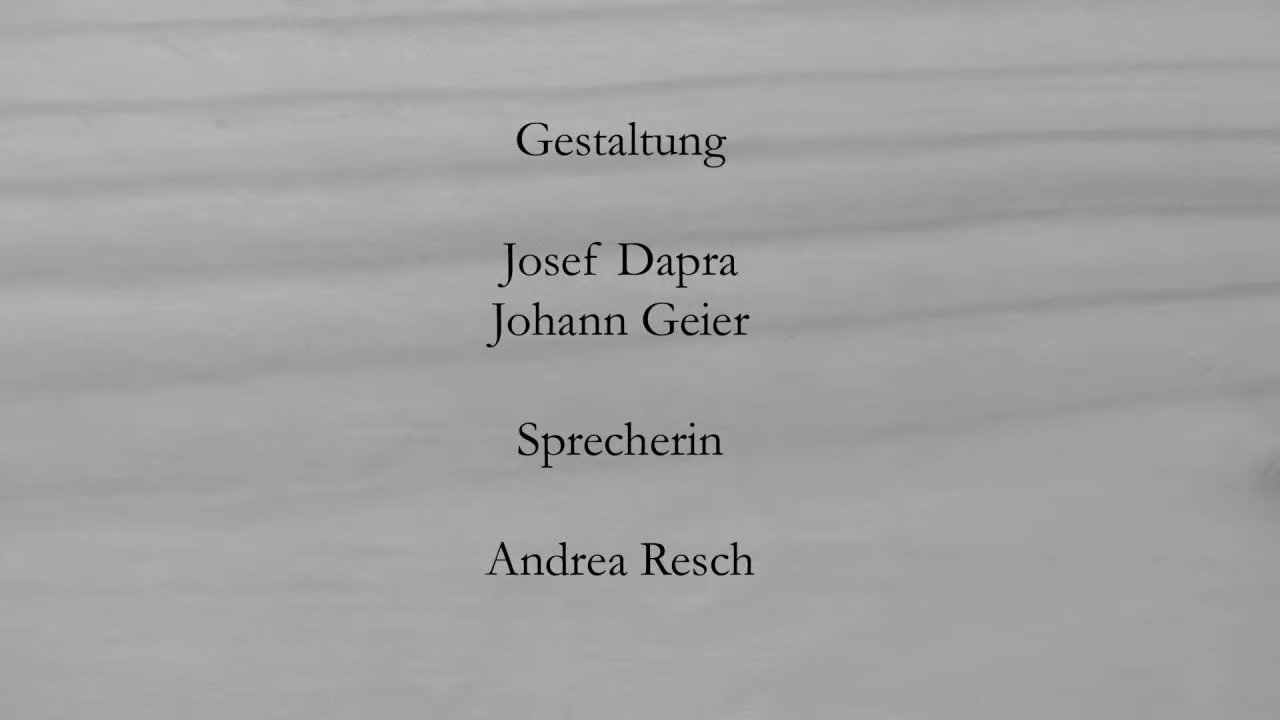 Gestaltung
Josef Dapra
Johann Geier
Sprecherin
Andrea Resch